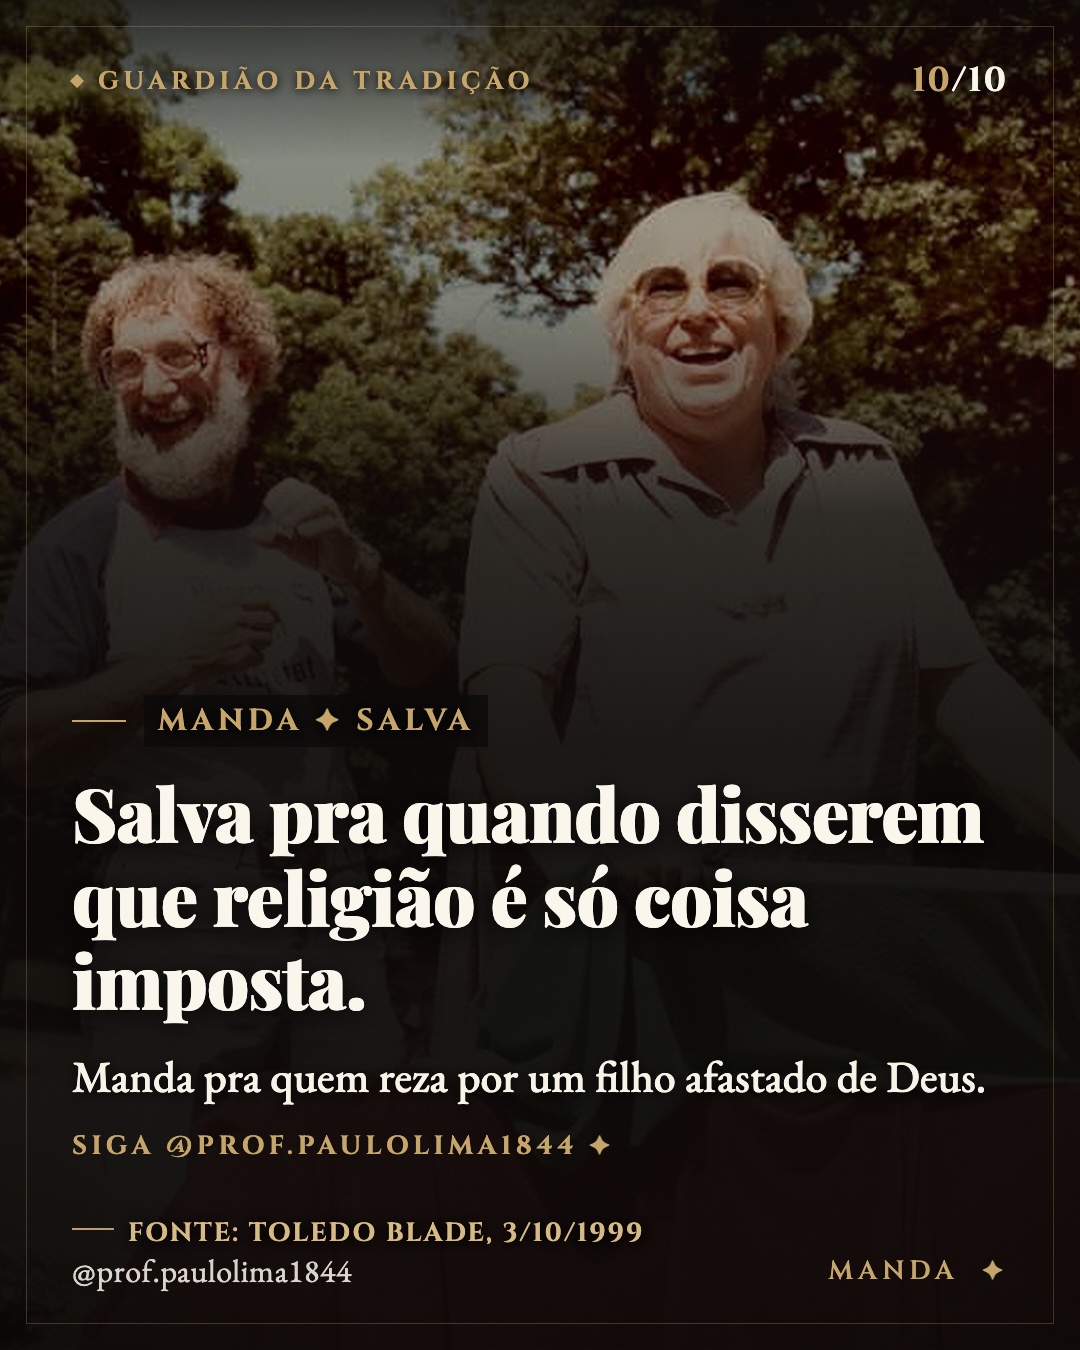 ◆ GUARDIÃO DA TRADIÇÃO
10/10
MANDA ✦ SALVA
Salva pra quando disserem
que religião é só coisa
imposta.
Manda pra quem reza por um filho afastado de Deus.
SIGA @PROF.PAULOLIMA1844 ✦
FONTE: TOLEDO BLADE, 3/10/1999
@prof.paulolima1844
MANDA ✦